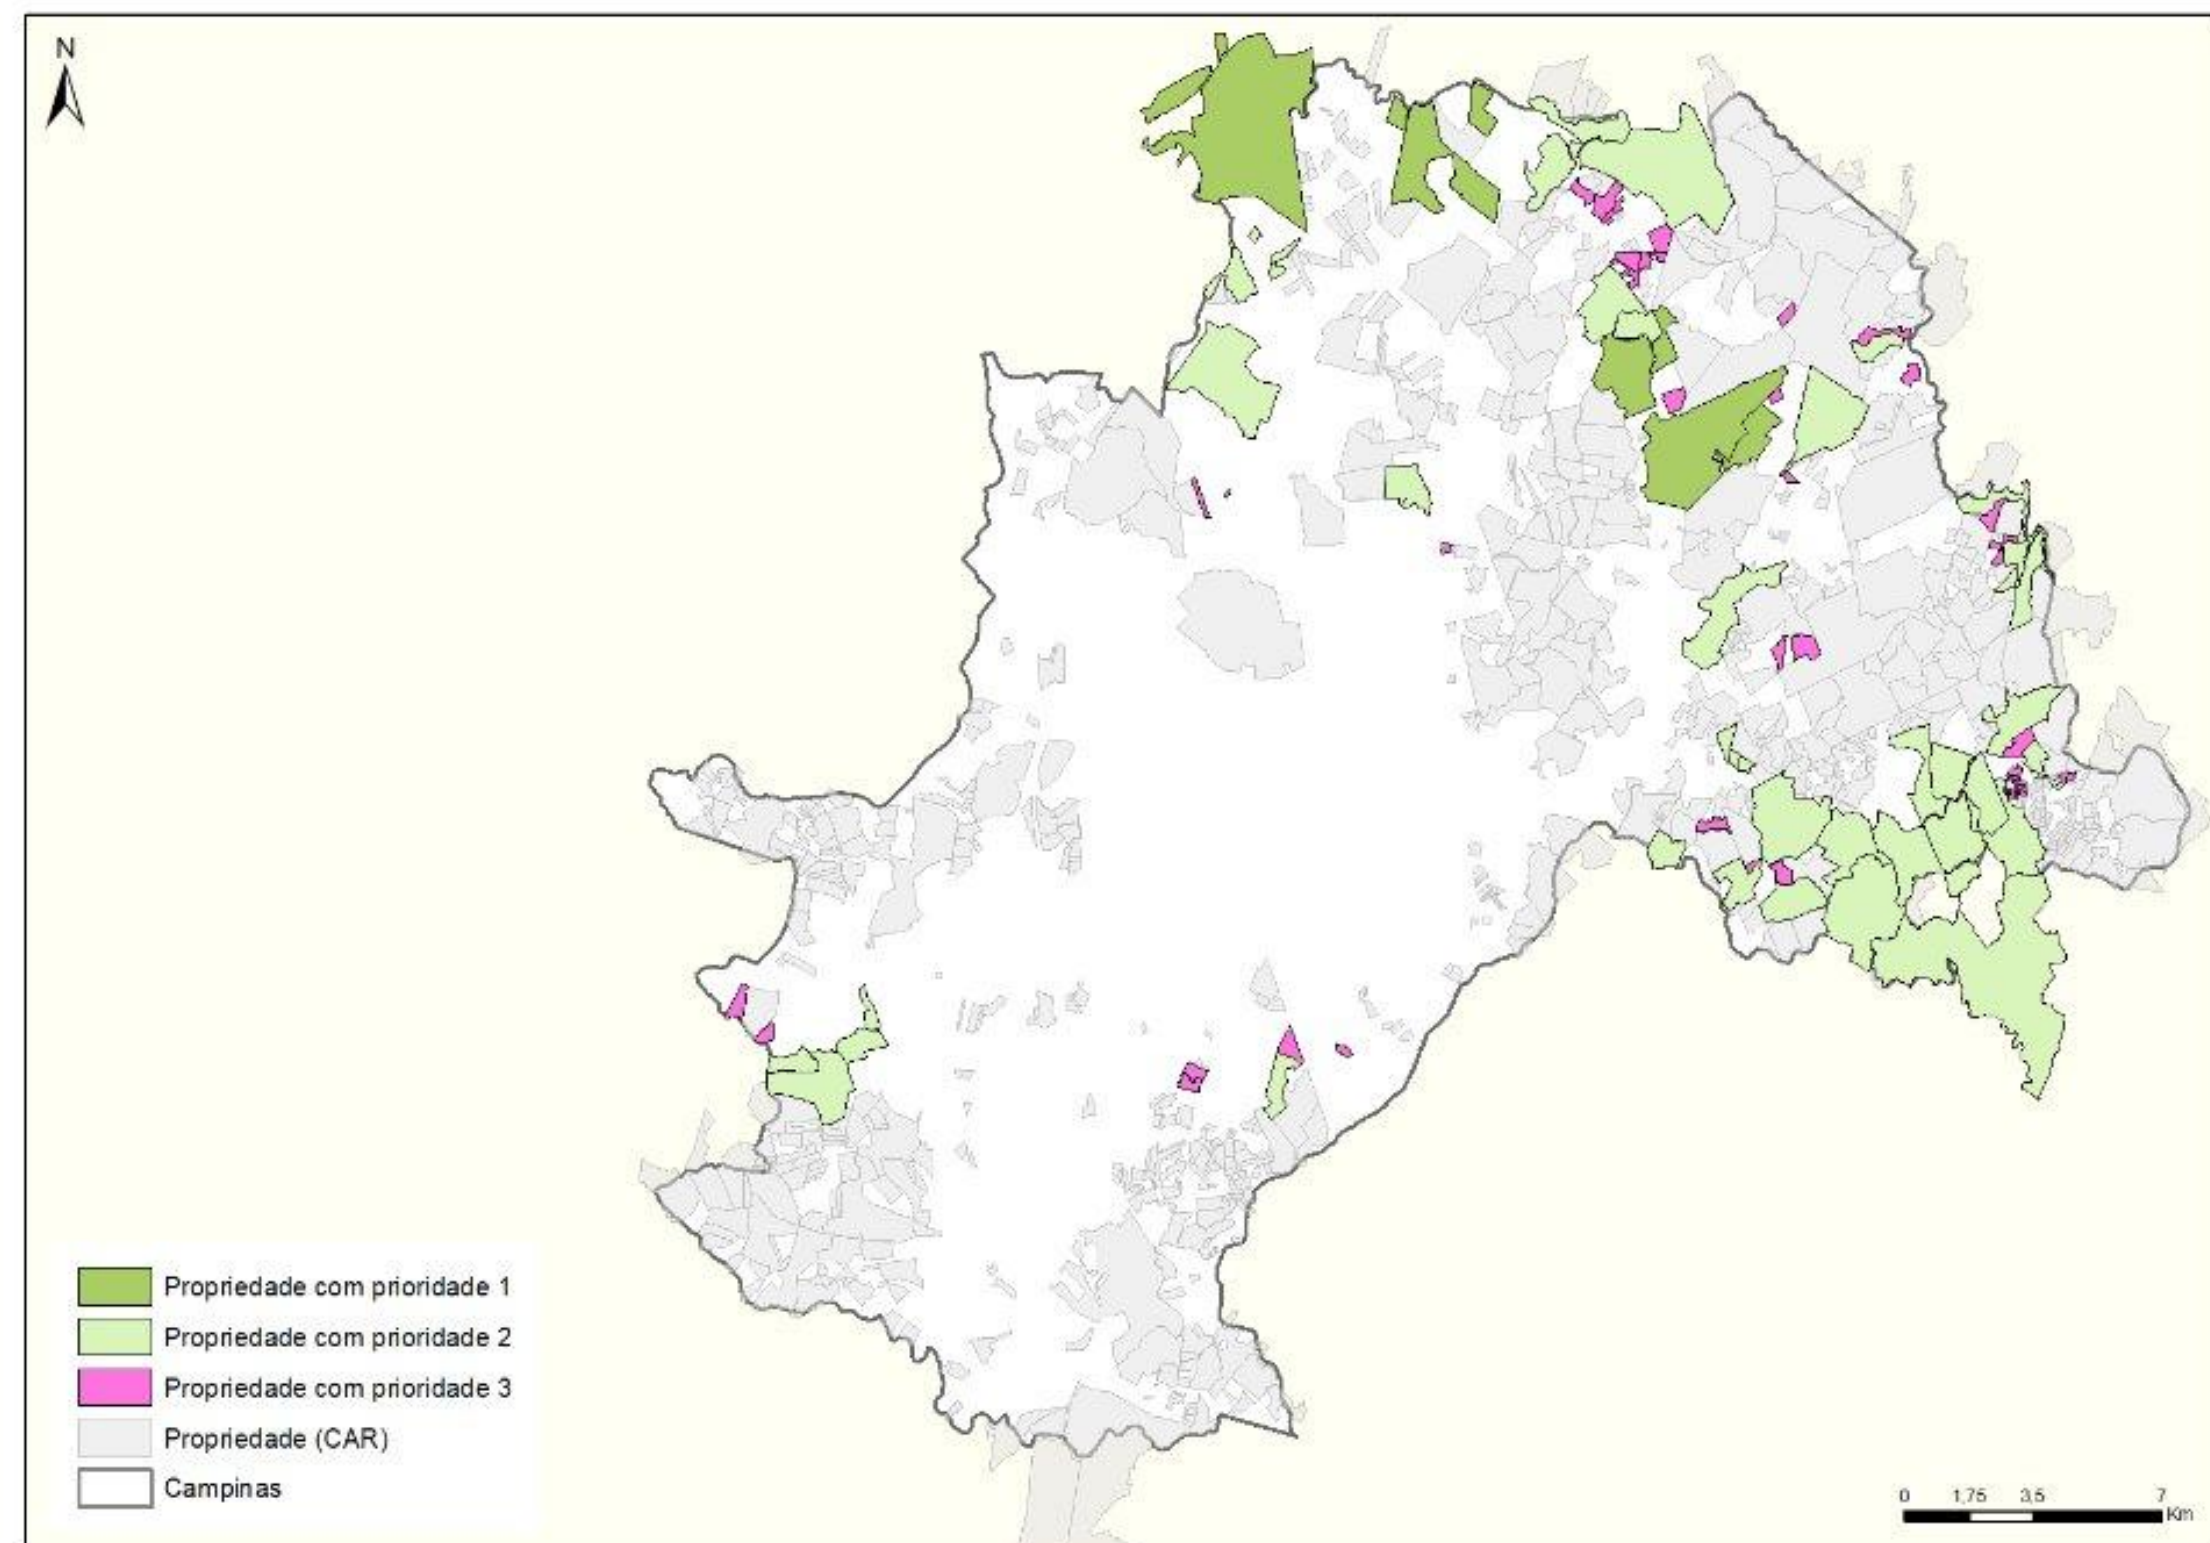 N
Propriedade com prioridade 1
Propriedade com prioridade 2
Propriedade com prioridade 3
Propriedade (CAR)
Campinas
0 1,75 3,5 7
Km